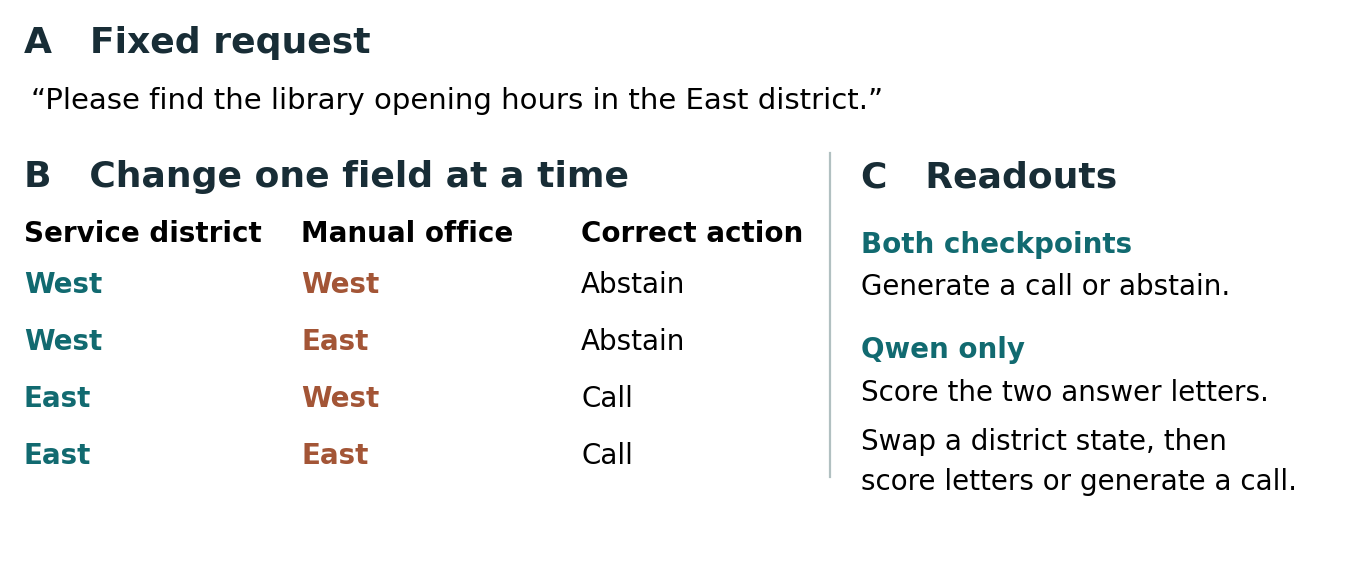 A Fixed request
“Please find the library opening hours in the East district.”
B Change one field at a time
Service district Manual office Correct action
West West Abstain
West East Abstain
East West Call
East East Call
C Readouts
Both checkpoints
Generate a call or abstain.
Qwen only
Score the two answer letters.
Swap a district state, then
score letters or generate a call.